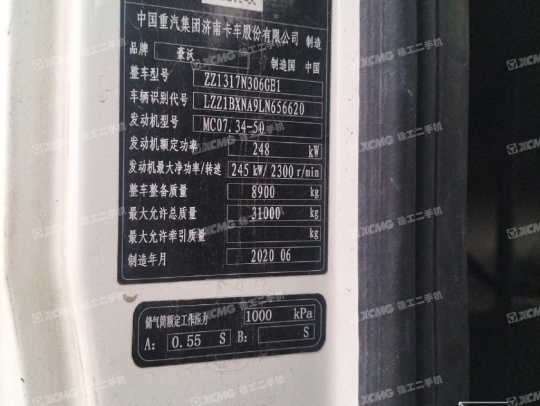 中国重汽集团济南卡车股份有限公司 制造
品牌 豪沃 制造国 中国
整车型号 ZZ1317N306GE1
车辆识别代号 LZZ1BXNA9LN656620
发动机型号 MC07.34-50
发动机额定功率 248 kW
发动机最大净功率/转速 245 kW/ 2300 r/min
整车整备质量 8900 kg
最大允许总质量 31000 kg
最大允许牵引质量 kg
制造年月 2020 06
储气筒额定工作压力 1000 kPa
A: 0.55 S B: S
XCMG 徐工二手机